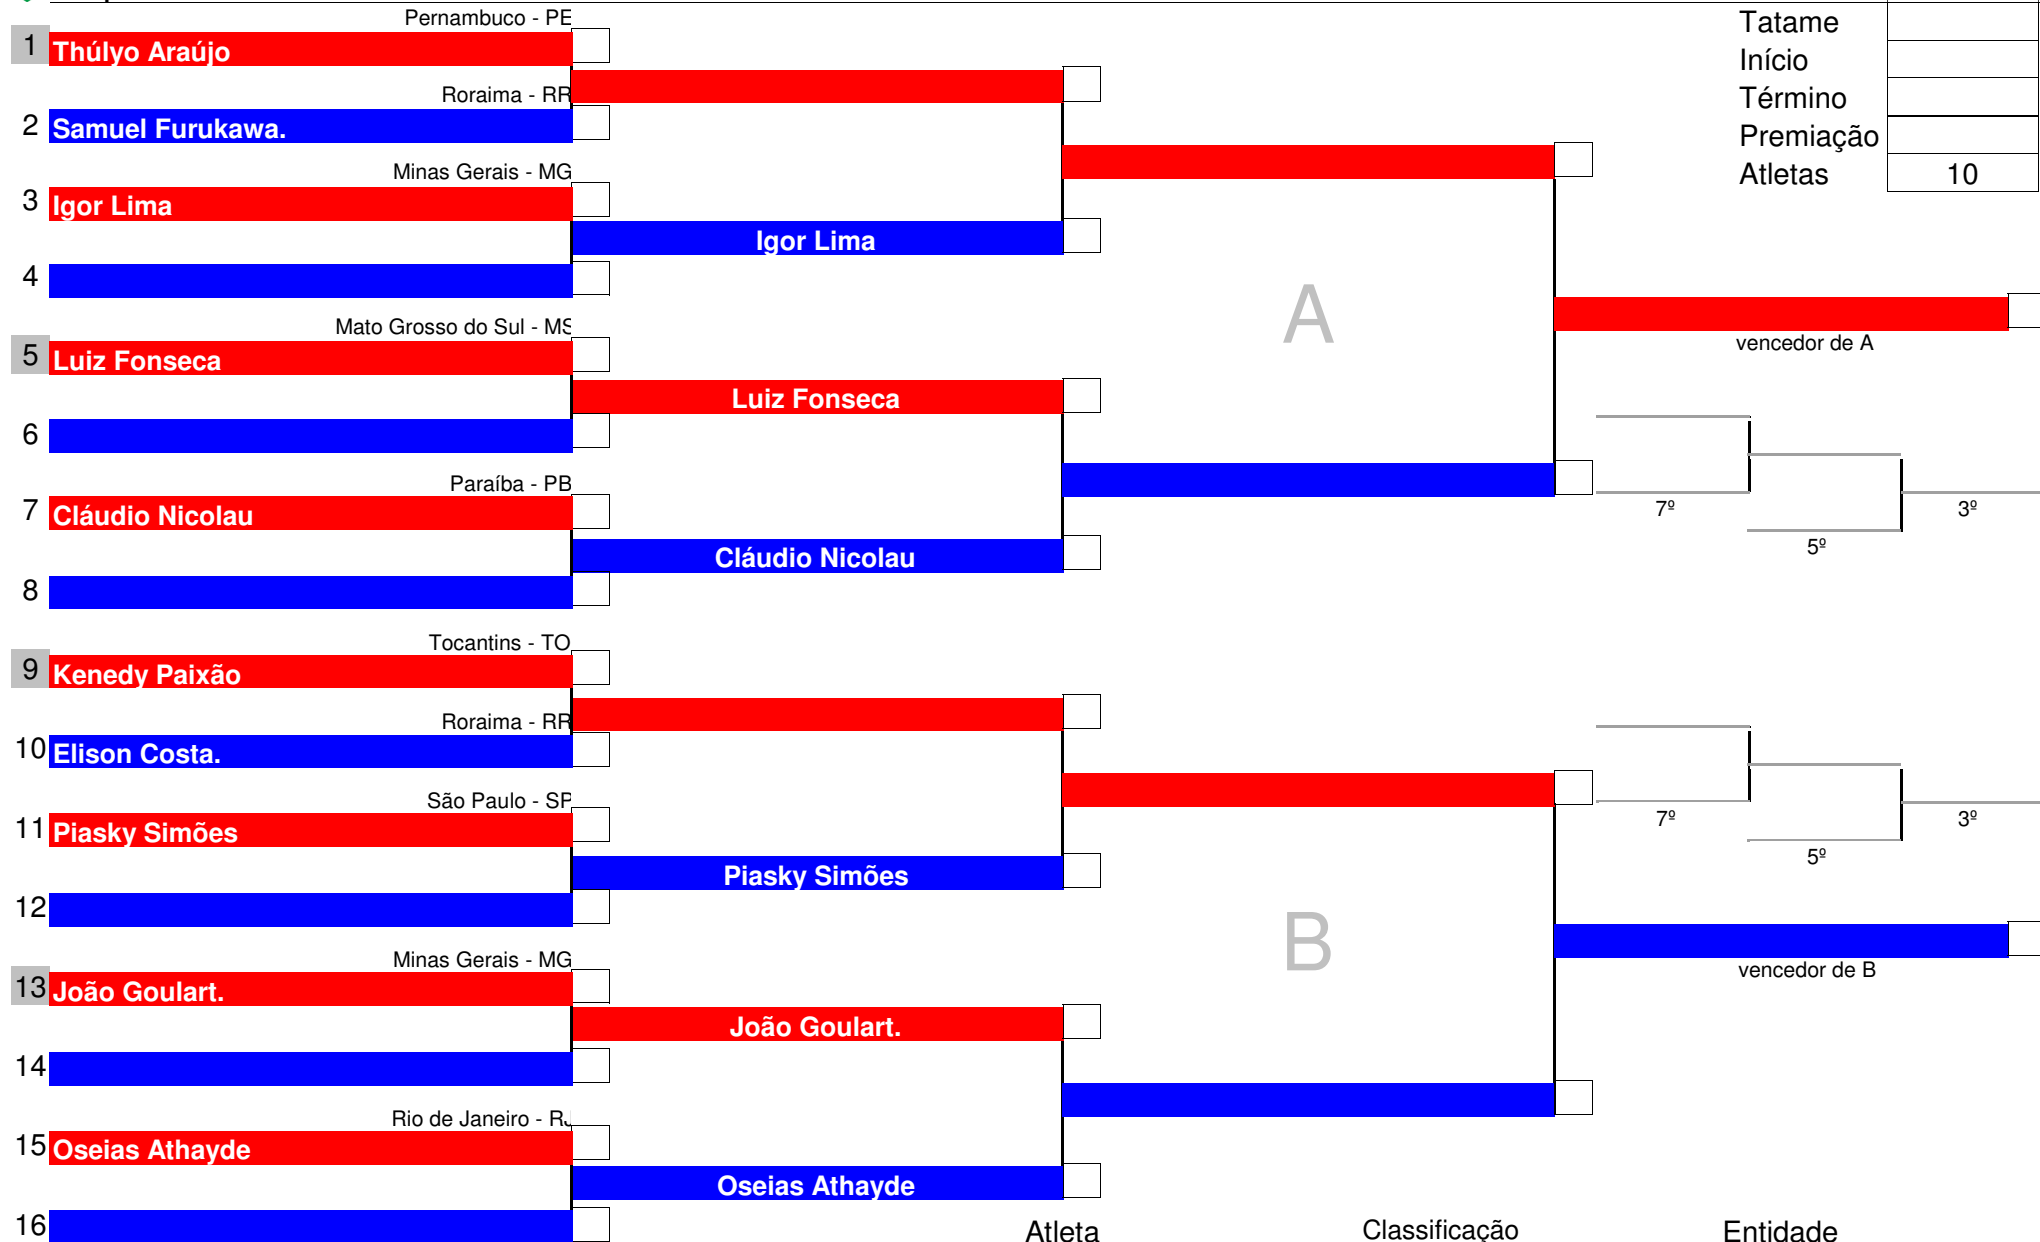 Pernambuco - PE
1 Thúlyo Araújo
Roraima - RR
2 Samuel Furukawa.
Minas Gerais - MG
3 Igor Lima
Igor Lima
4
Mato Grosso do Sul - MS
5 Luiz Fonseca
Luiz Fonseca
6
Paraíba - PB
7 Cláudio Nicolau
Cláudio Nicolau
8
Tocantins - TO
9 Kenedy Paixão
Roraima - RR
10 Elison Costa.
São Paulo - SP
11 Piasky Simões
Piasky Simões
12
Minas Gerais - MG
13 João Goulart.
João Goulart.
14
Rio de Janeiro - RJ
15 Oseias Athayde
Oseias Athayde
16
A
B
Tatame
Início
Término
Premiação
Atletas 10
vencedor de A
7º
5º
3º
7º
5º
3º
vencedor de B
Atleta Classificação Entidade